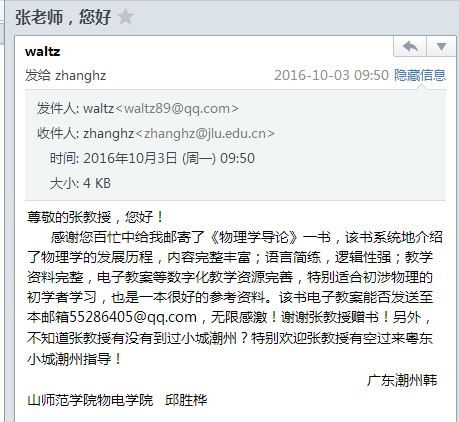 张老师，您好
waltz
发给 zhanghz 2016-10-03 09:50 隐藏信息
发件人: waltz<waltz89@qq.com>
收件人: zhanghz<zhanghz@jlu.edu.cn>
时间: 2016年10月3日 (周一) 09:50
大小: 4 KB
尊敬的张教授，您好！
感谢您百忙中给我邮寄了《物理学导论》一书，该书系统地介绍
了物理学的发展历程，内容完整丰富；语言简练，逻辑性强；教学
资料完整，电子教案等数字化教学资源完善，特别适合初涉物理的
初学者学习，也是一本很好的参考资料。该书电子教案能否发送至
本邮箱55286405@qq.com，无限感激！谢谢张教授赠书！另外，
不知道张教授有没有到过小城潮州？特别欢迎张教授有空过来粤东
小城潮州指导！
广东潮州韩
山师范学院物电学院 邱胜桦